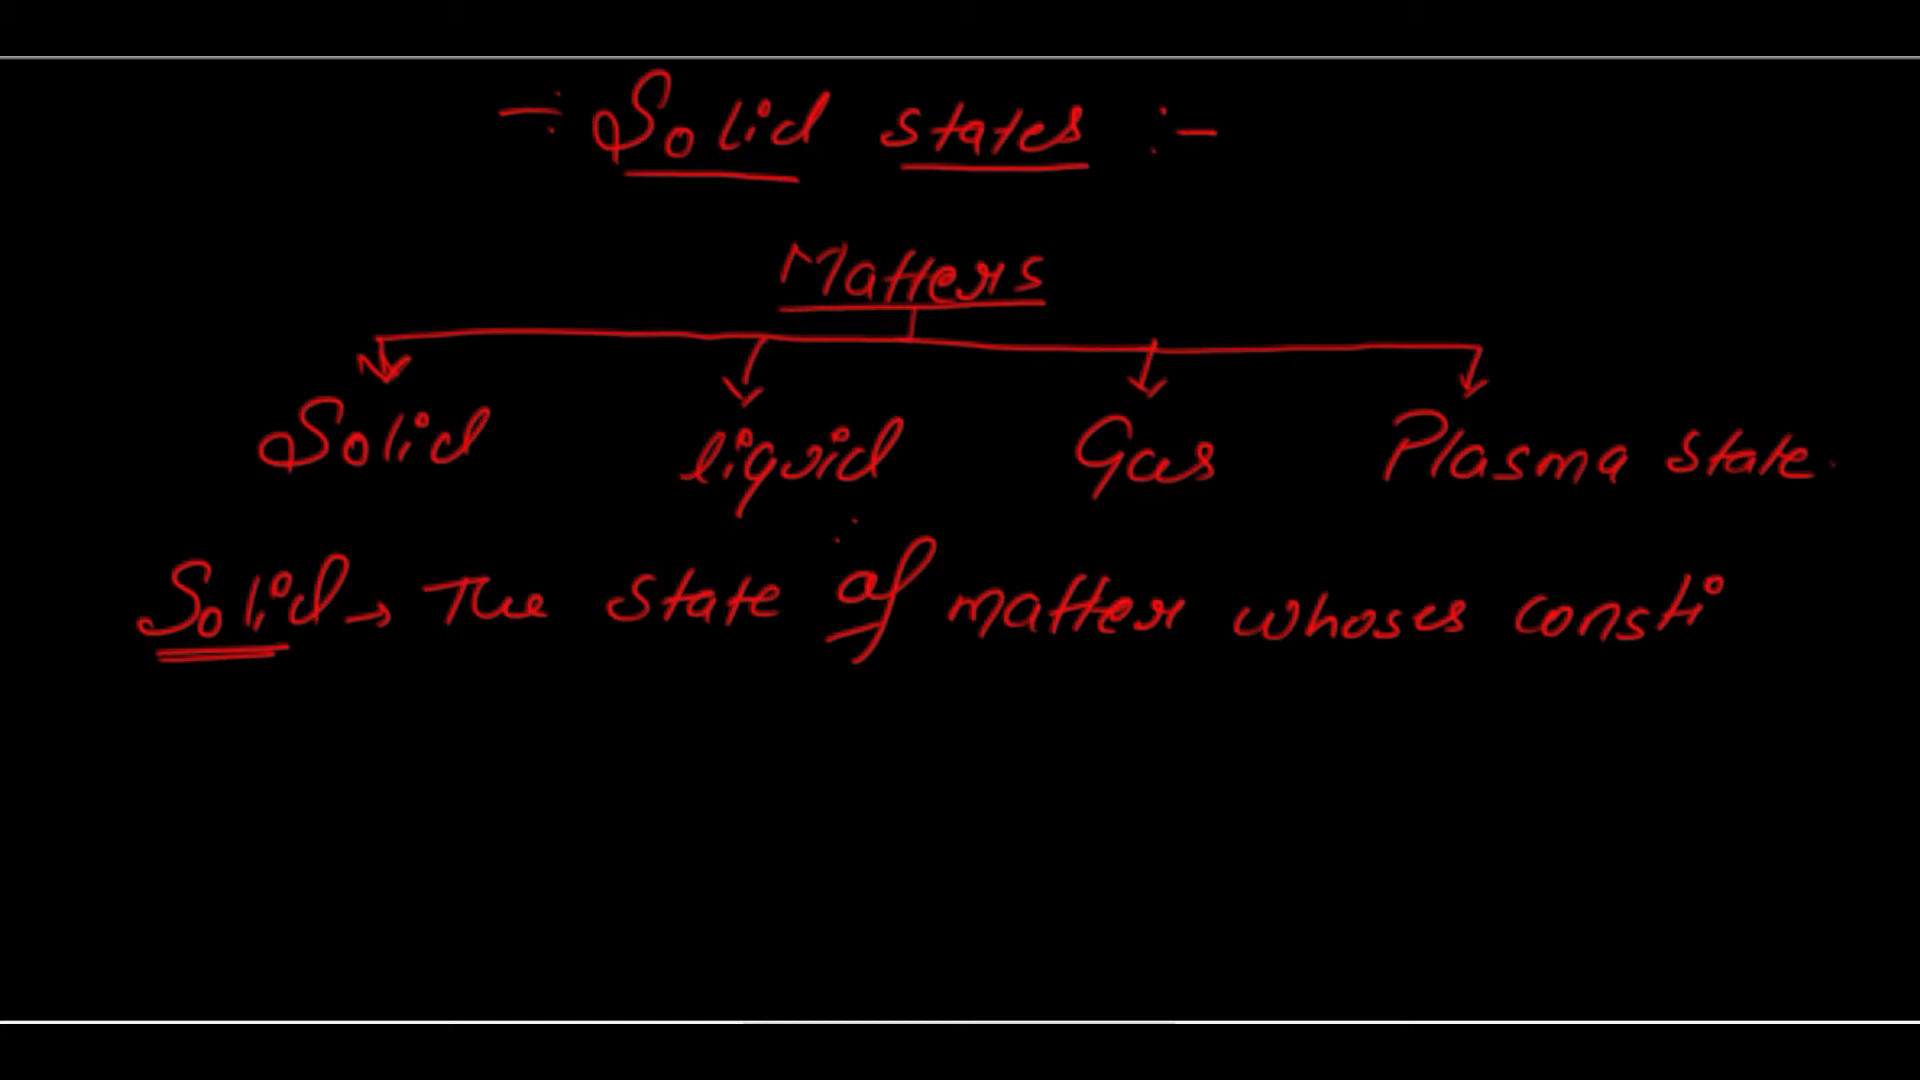 -: Solid states :-
Matters
Solid liquid Gas Plasma state.
Solid → The state of matter whoses consti